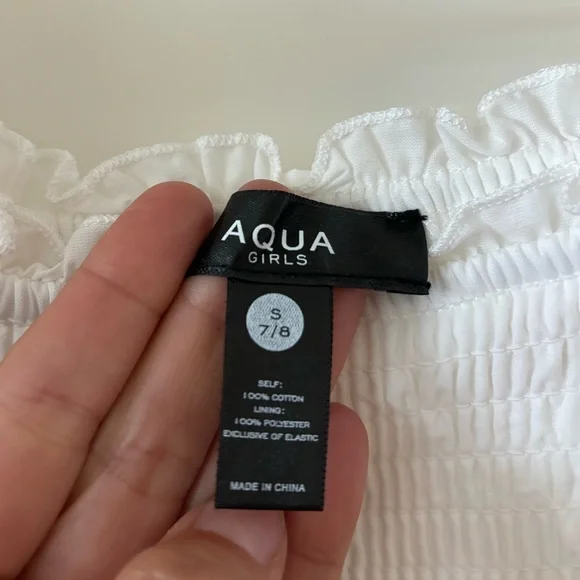 AQUA
GIRLS
S
7/8
SELF:
100% COTTON
LINING:
100% POLYESTER
EXCLUSIVE OF ELASTIC
MADE IN CHINA